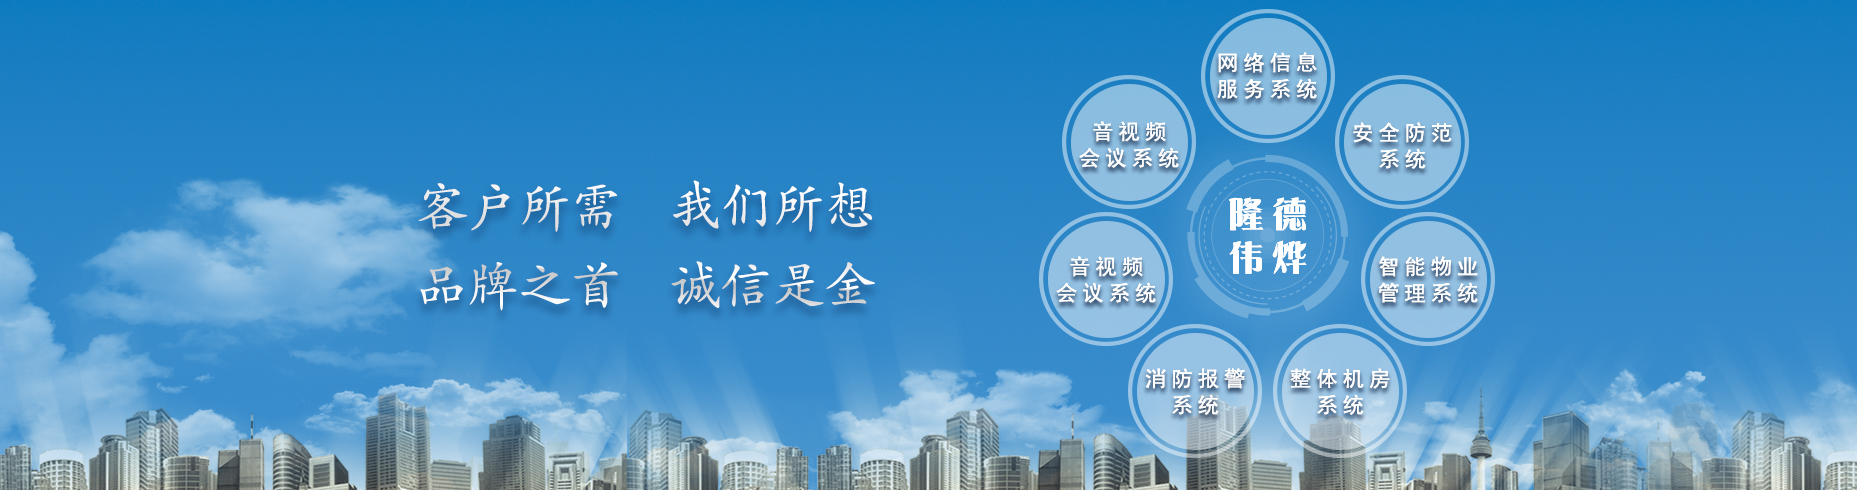 客户所需 我们所想
品牌之首 诚信是金
网络信息
服务系统
音视频
会议系统
安全防范
系统
隆德
伟烨
音视频
会议系统
智能物业
管理系统
消防报警
系统
整体机房
系统